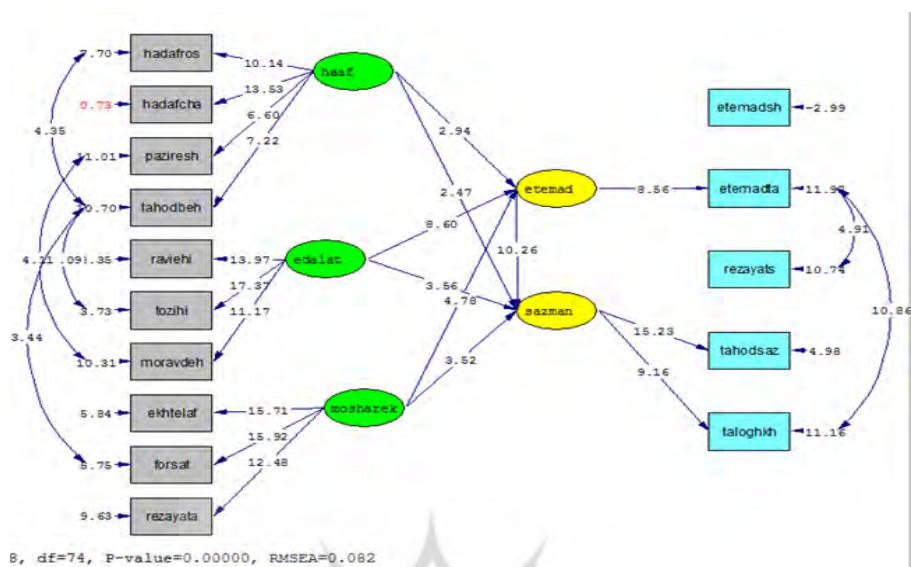 7.70 hadafros
10.14 haaf
0.73 hadafcha
13.53
4.35
6.60
7.22
2.94
etemadsh -2.99
11.01 paziresh
etemad 8.56 etemadta
2.47
tahodbeh
8.60
4.91
raviehi 13.97 edalat
10.26
rezayats 10.74
3.73 tozihi 17.37
3.56
4.78
10.86
3.44
11.17
sazman
15.23
10.31 moravdeh
tahodsaz 4.98
3.52
9.16
5.84 ekhtelaf 15.71 mosharek
15.92
12.48
taloghkh 11.16
forsat
9.63 rezayata
8, df=74, P-value=0.00000, RMSEA=0.082